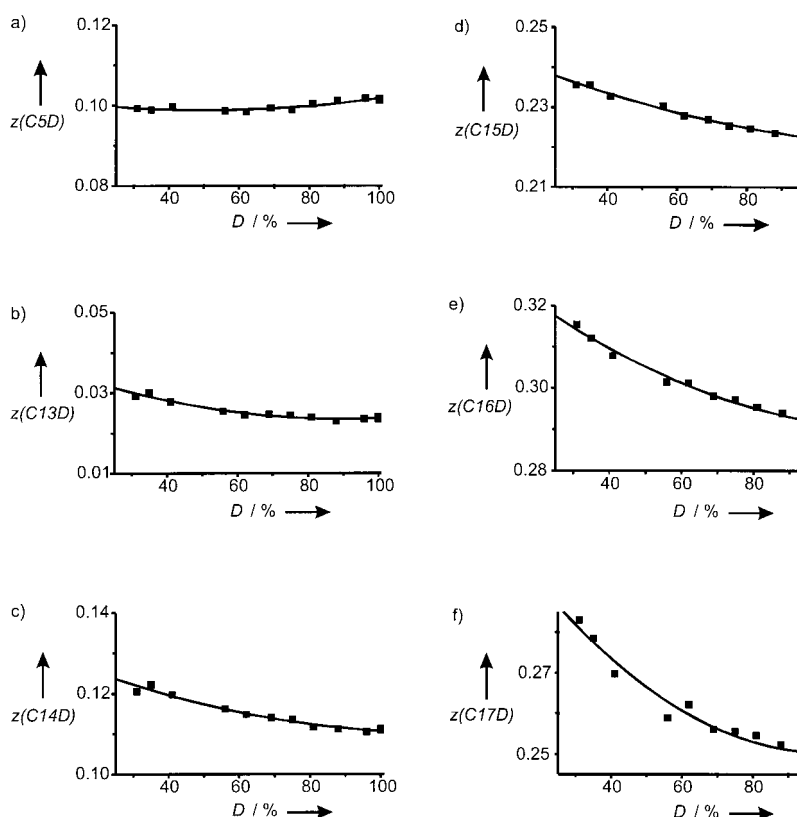 a)
0.12
z(C5D)
0.10
0.08
40 60 80 100
D / %
b)
0.05
z(C13D)
0.03
0.01
40 60 80 100
D / %
c)
0.14
z(C14D)
0.12
0.10
40 60 80 100
D / %
d)
0.25
z(C15D)
0.23
0.21
40 60 80
D / %
e)
0.32
z(C16D)
0.30
0.28
40 60 80
D / %
f)
z(C17D)
0.27
0.25
40 60 80
D / %